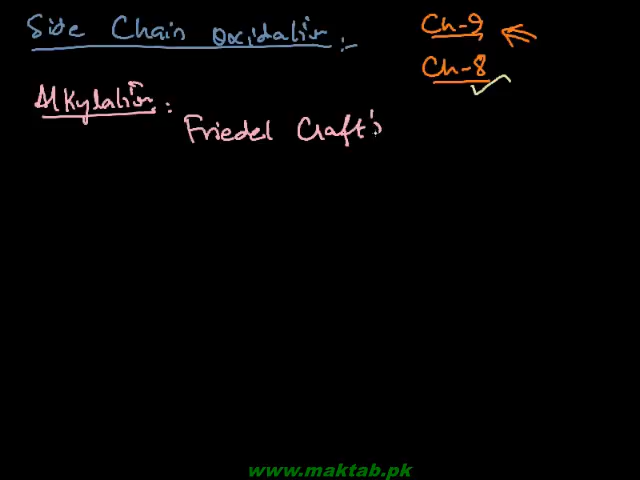 Side Chain Oxidation :-
Ch-9
Ch-8
Alkylation :
Friedel Craft's
www.maktab.pk